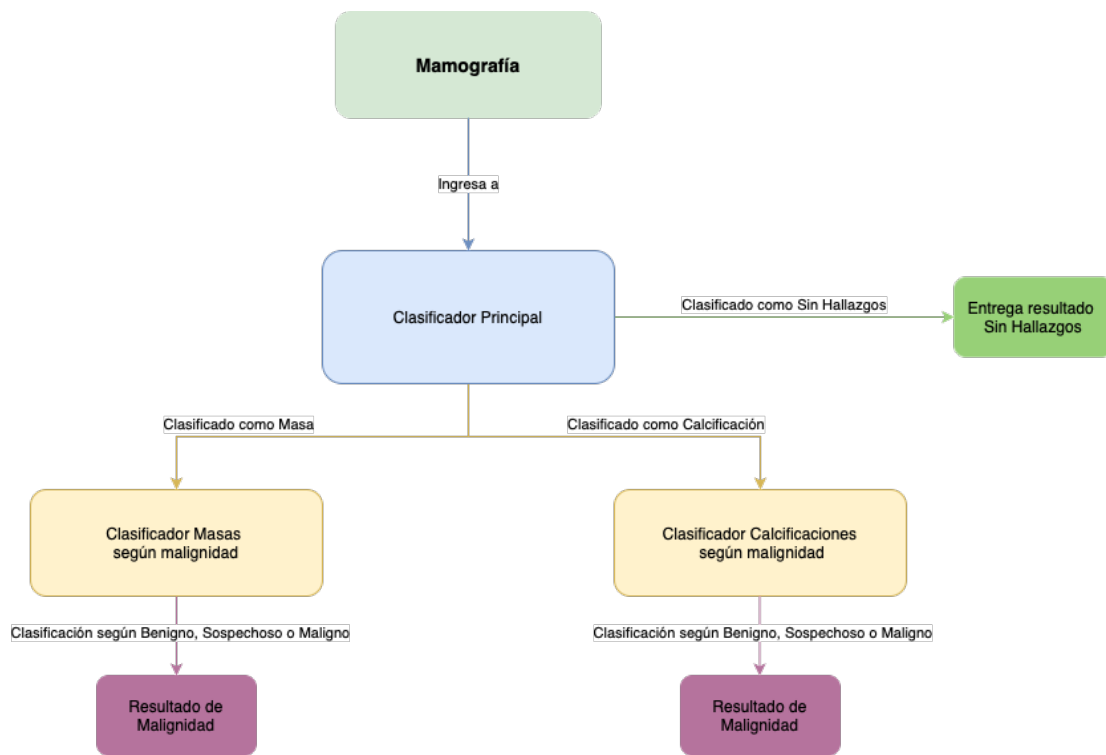 Mamografía
Ingresa a
Clasificador Principal
Clasificado como Sin Hallazgos
Entrega resultado
Sin Hallazgos
Clasificado como Masa
Clasificado como Calcificación
Clasificador Masas
según malignidad
Clasificador Calcificaciones
según malignidad
Clasificación según Benigno, Sospechoso o Maligno
Clasificación según Benigno, Sospechoso o Maligno
Resultado de
Malignidad
Resultado de
Malignidad